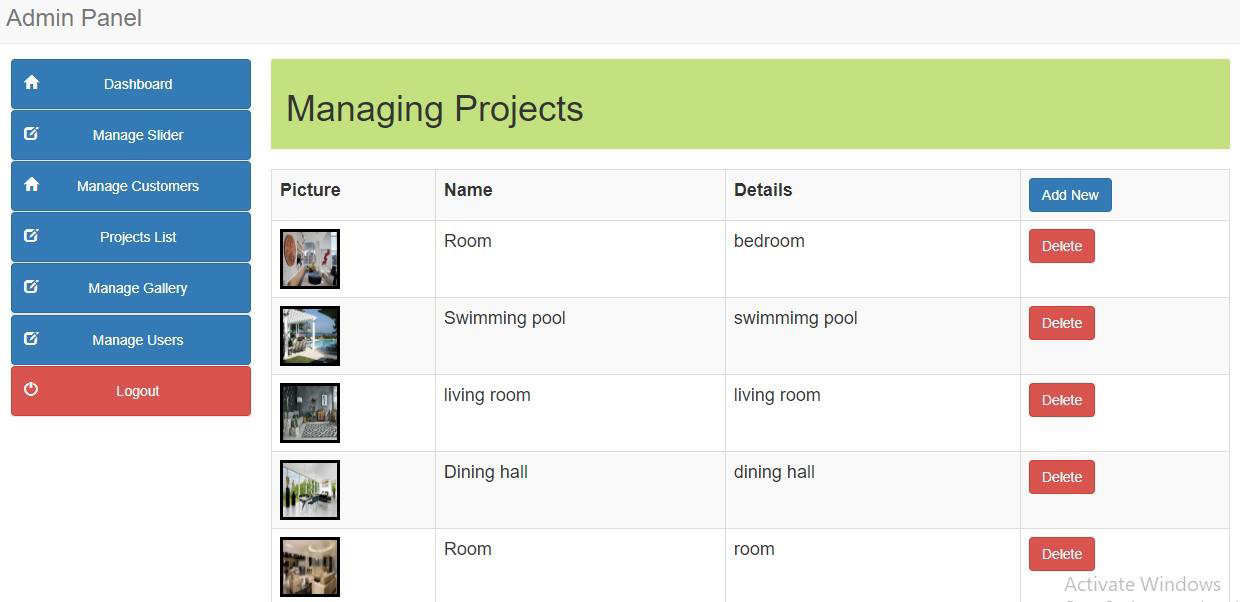 Admin Panel
Dashboard
Manage Slider
Manage Customers
Projects List
Manage Gallery
Manage Users
Logout
Managing Projects
Picture Name Details Add New
Room bedroom Delete
Swimming pool swimmimg pool Delete
living room living room Delete
Dining hall dining hall Delete
Room room Delete
Activate Windows